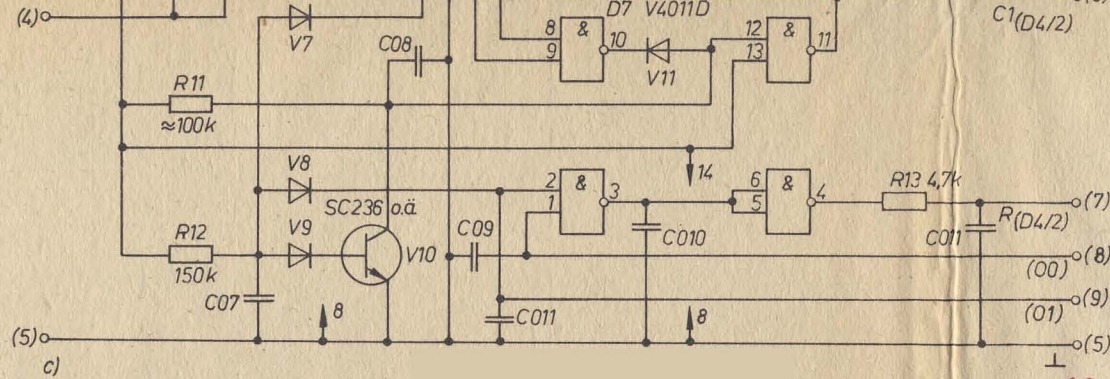 (4)
V7
C08
D7 V4011D
8
9
&
10
V11
12
13
&
11
C1(D4/2)
R11
≈100k
14
V8
SC236 o.ä
V9
V10
R12
150k
C07
8
C09
2
1
&
3
C010
6
5
&
4
R13 4,7k
(7)
R(D4/2)
C011
(8)
(00)
(9)
(01)
C011
8
(5)
(5)
⊥
c)